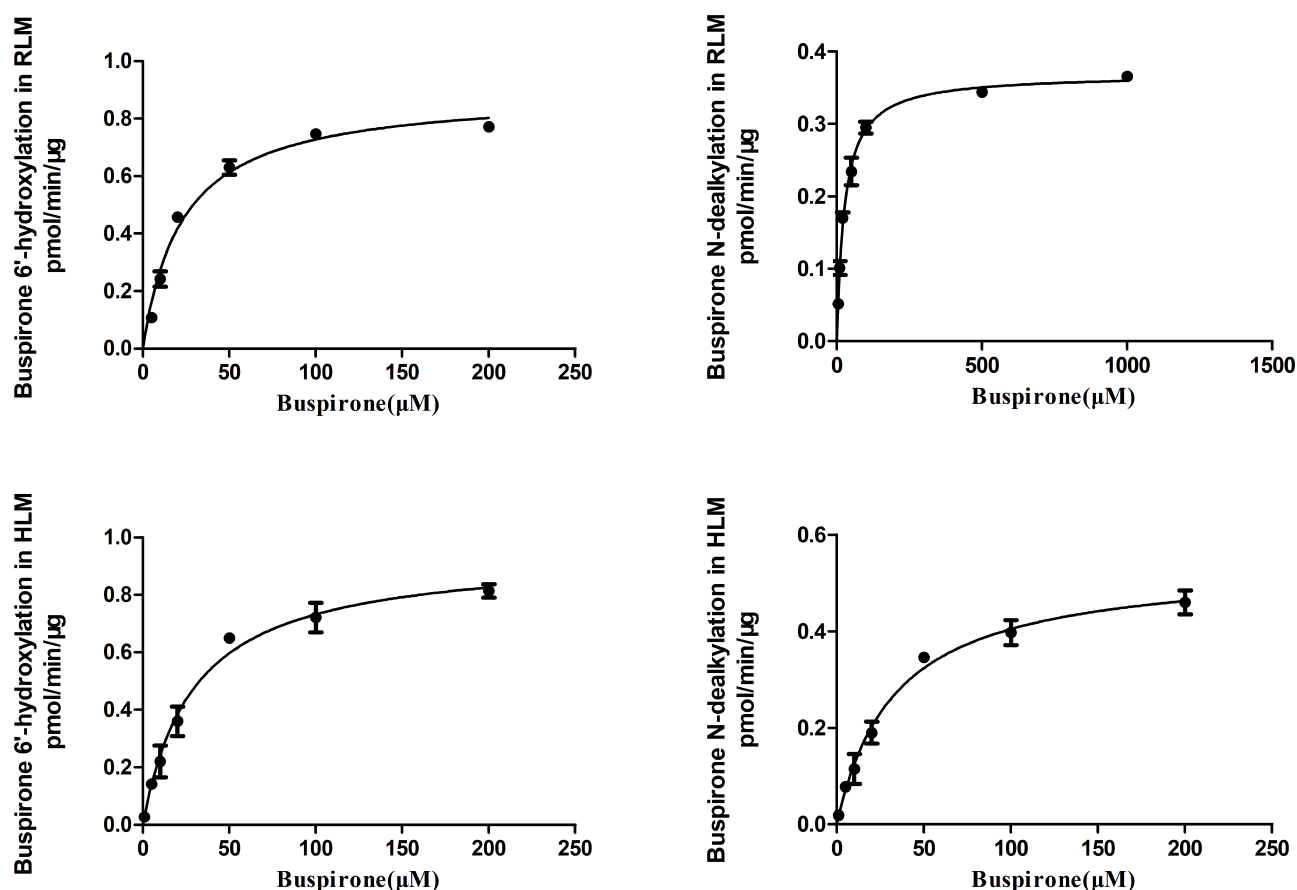 Buspirone 6'-hydroxylation in RLM
pmol/min/µg
1.0
0.8
0.6
0.4
0.2
0.0
0 50 100 150 200 250
Buspirone(µM)
Buspirone N-dealkylation in RLM
pmol/min/µg
0.4
0.3
0.2
0.1
0.0
0 500 1000 1500
Buspirone(µM)
Buspirone 6'-hydroxylation in HLM
pmol/min/µg
1.0
0.8
0.6
0.4
0.2
0.0
0 50 100 150 200 250
Buspirone(µM)
Buspirone N-dealkylation in HLM
pmol/min/µg
0.6
0.4
0.2
0.0
0 50 100 150 200 250
Buspirone(µM)